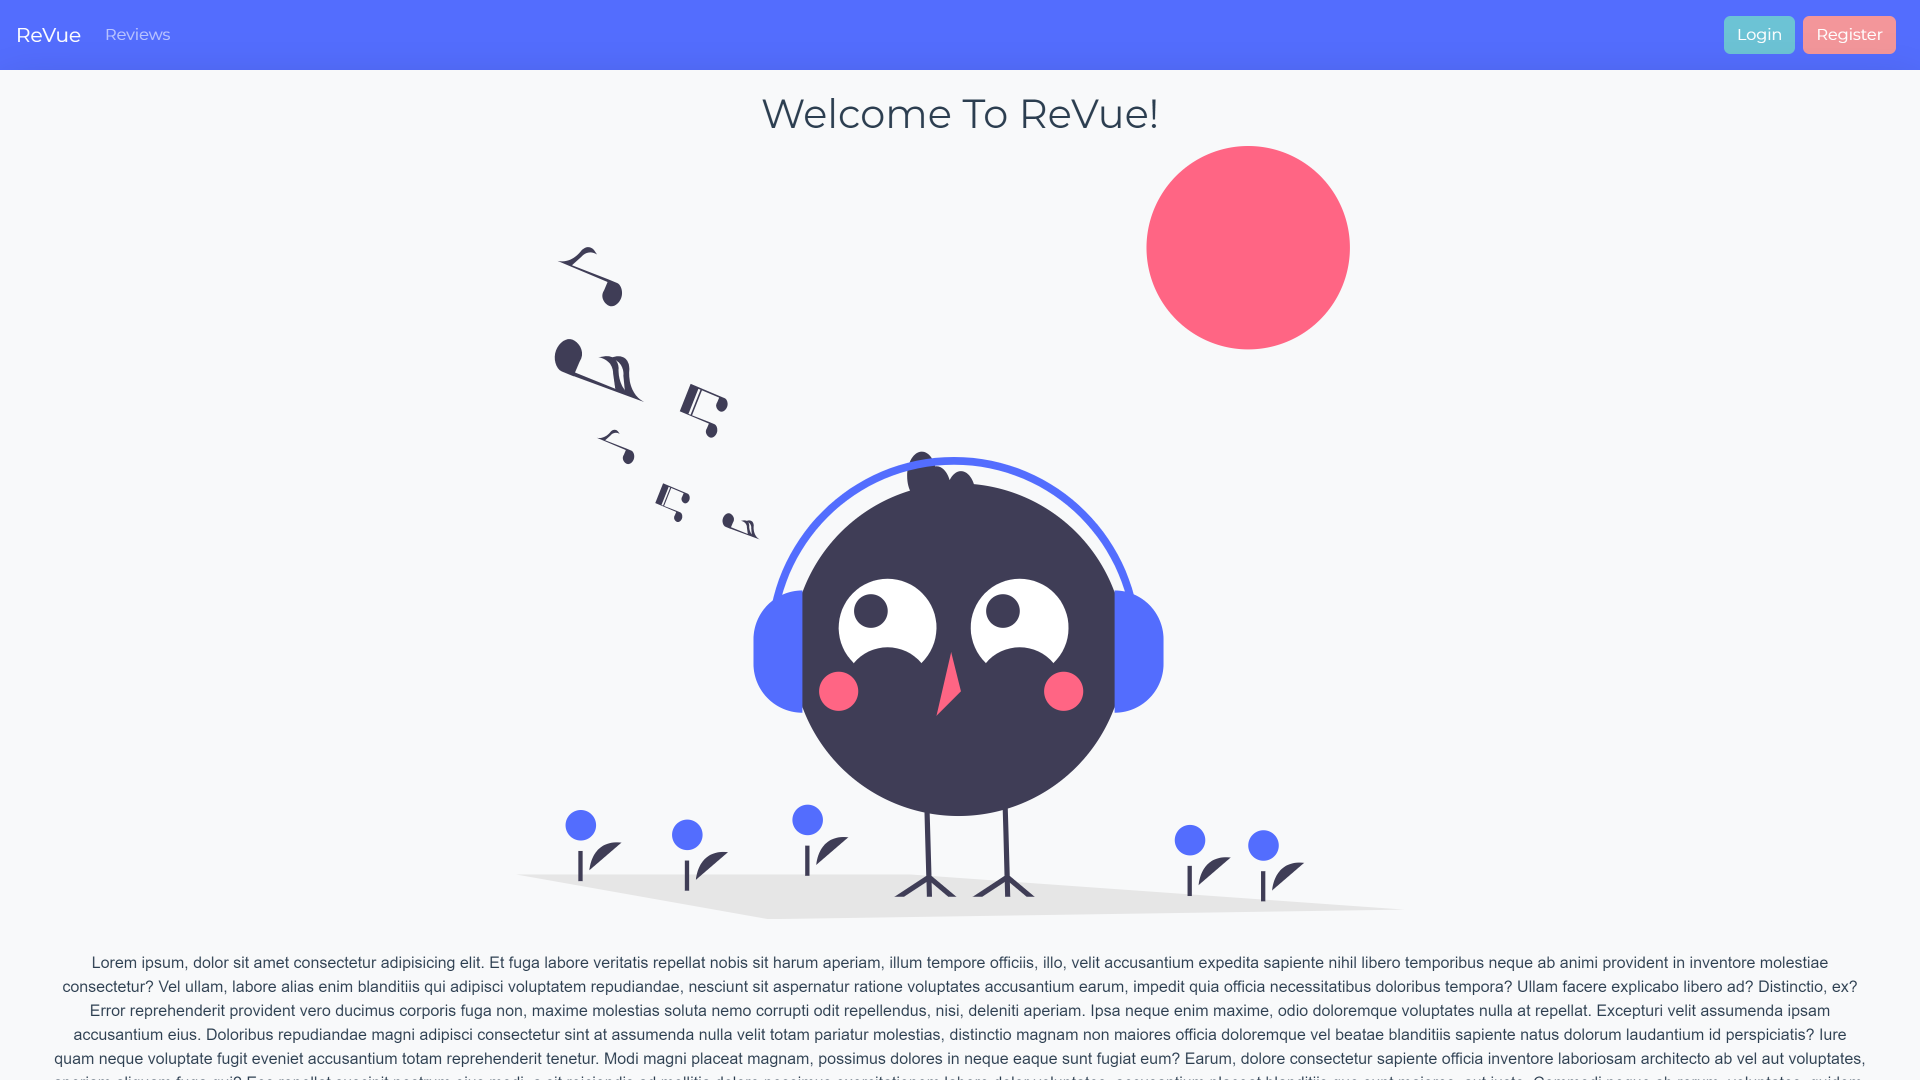 ReVue Reviews Login Register
Welcome To ReVue!
Lorem ipsum, dolor sit amet consectetur adipisicing elit. Et fuga labore veritatis repellat nobis sit harum aperiam, illum tempore officiis, illo, velit accusantium expedita sapiente nihil libero temporibus neque ab animi provident in inventore molestiae
consectetur? Vel ullam, labore alias enim blanditiis qui adipisci voluptatem repudiandae, nesciunt sit aspernatur ratione voluptates accusantium earum, impedit quia officia necessitatibus doloribus tempora? Ullam facere explicabo libero ad? Distinctio, ex?
Error reprehenderit provident vero ducimus corporis fuga non, maxime molestias soluta nemo corrupti odit repellendus, nisi, deleniti aperiam. Ipsa neque enim maxime, odio doloremque voluptates nulla at repellat. Excepturi velit assumenda ipsam
accusantium eius. Doloribus repudiandae magni adipisci consectetur sint at assumenda nulla velit totam pariatur molestias, distinctio magnam non maiores officia doloremque vel beatae blanditiis sapiente natus dolorum laudantium id perspiciatis? Iure
quam neque voluptate fugit eveniet accusantium totam reprehenderit tenetur. Modi magni placeat magnam, possimus dolores in neque eaque sunt fugiat eum? Earum, dolore consectetur sapiente officia inventore laboriosam architecto ab vel aut voluptates,